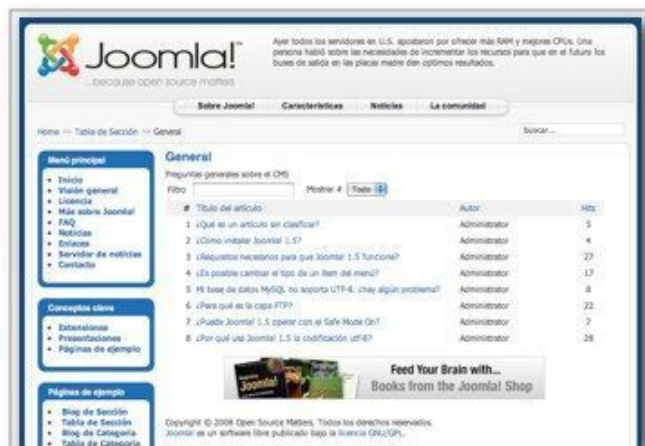 Joomla!™
...because open source matters
Ayer todos los servidores en U.S. apostaron por ofrecer más RAM y mejores CPUs. Una
persona habló sobre las necesidades de incrementar los recursos para que en el futuro los
buses de salida en las placas madre den optimos resultados.
Sobre Joomla! Características Noticias La comunidad
Home Tabla de Sección General
buscar...
Menú principal
Inicio
Visión general
Licencia
Más sobre Joomla!
FAQ
Noticias
Enlaces
Servidor de noticias
Contacto
Conceptos clave
Extensiones
Presentaciones
Páginas de ejemplo
Páginas de ejemplo
Blog de Sección
Tabla de Sección
Blog de Categoría
Tabla de Categoría
General
Preguntas generales sobre el CMS
Filtro Mostrar # Todo
# Título del artículo Autor Hits
1 ¿Qué es un artículo sin clasificar? Administrator 5
2 ¿Cómo instalar Joomla! 1.5? Administrator 4
3 ¿Requisitos necesarios para que Joomla! 1.5 funcione? Administrator 27
4 ¿Es posible cambiar el tipo de un ítem del menú? Administrator 17
5 Mi base de datos MySQL no soporta UTF-8. ¿hay algún problema? Administrator 8
6 ¿Para qué es la capa FTP? Administrator 22
7 ¿Puede Joomla! 1.5 operar con el Safe Mode On? Administrator 7
8 ¿Por qué usa Joomla! 1.5 la codificación utf-8? Administrator 28
Joomla!
Feed Your Brain with...
Books from the Joomla! Shop
Copyright © 2008 Open Source Matters. Todos los derechos reservados.
Joomla! es un software libre publicado bajo la licencia GNU/GPL.